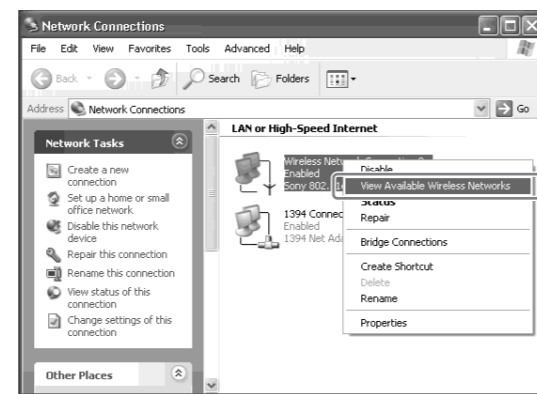 Network Connections
File Edit View Favorites Tools Advanced Help
Back Search Folders
Address Network Connections Go
Network Tasks
Create a new
connection
Set up a home or small
office network
Disable this network
device
Repair this connection
Rename this connection
View status of this
connection
Change settings of this
connection
Other Places
LAN or High-Speed Internet
Wireless
Enabled
Sony 802.
1394 Connec
Enabled
1394 Net Ada
Disable
View Available Wireless Networks
Status
Repair
Bridge Connections
Create Shortcut
Delete
Rename
Properties